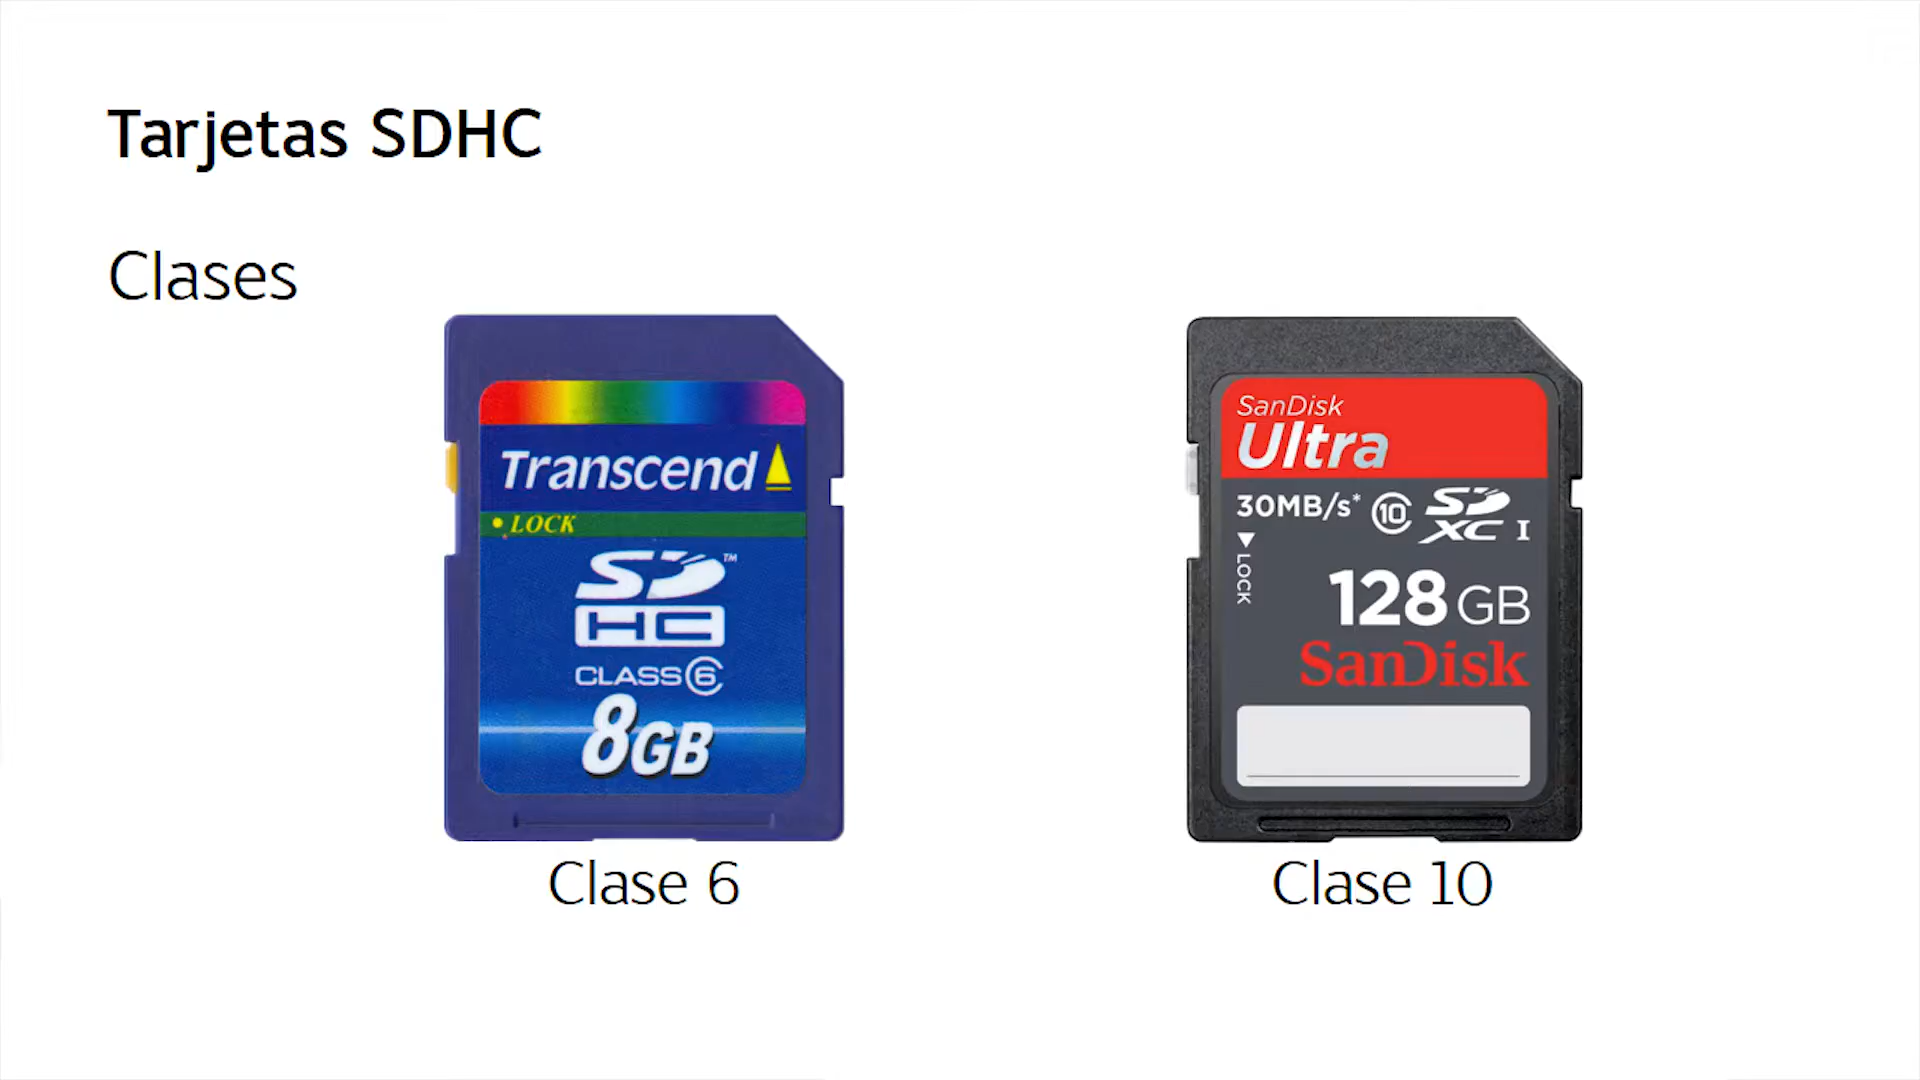 Tarjetas SDHC
Clases
Transcend
• LOCK
SD™
HC
CLASS 6
8GB
Clase 6
SanDisk
Ultra
30MB/s* 10 SD
XC I
LOCK
128 GB
SanDisk
Clase 10